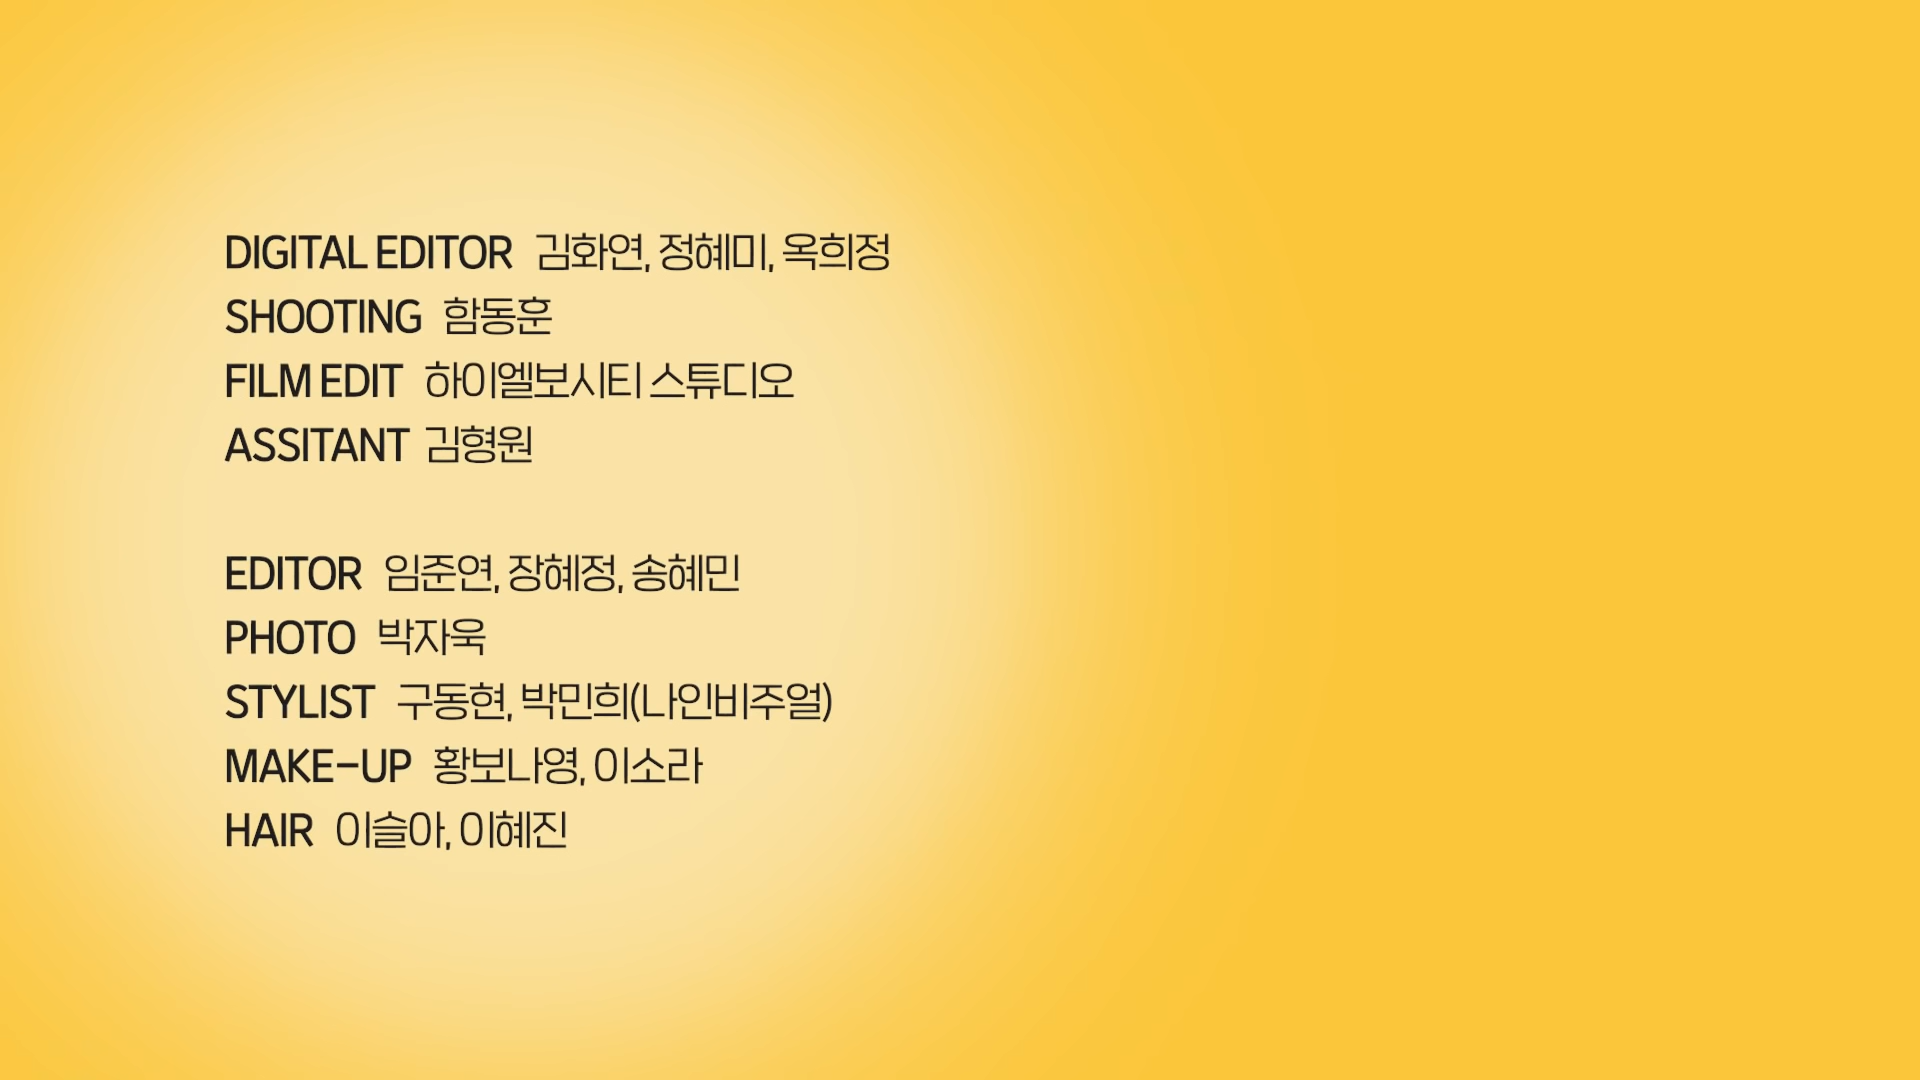 DIGITAL EDITOR 김화연, 정혜미, 옥희정
SHOOTING 함동훈
FILM EDIT 하이엘보시티 스튜디오
ASSITANT 김형원
EDITOR 임준연, 장혜정, 송혜민
PHOTO 박자욱
STYLIST 구동현, 박민희(나인비주얼)
MAKE-UP 황보나영, 이소라
HAIR 이슬아, 이혜진